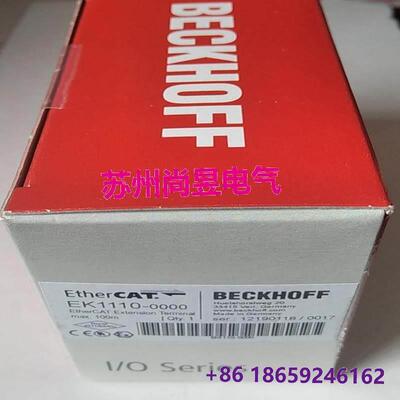 BECKHOFF
苏州尚昱电气
EtherCAT.
EK1110-0000
EtherCAT Extension Terminal
max. 100m [ Qty. 1
BECKHOFF
Huelshorstweg 20
33415 Verl, Germany
www.beckhoff.com
Made in Germany
ser.: 12190118 / 0017
I/O Series
+86 18659246162